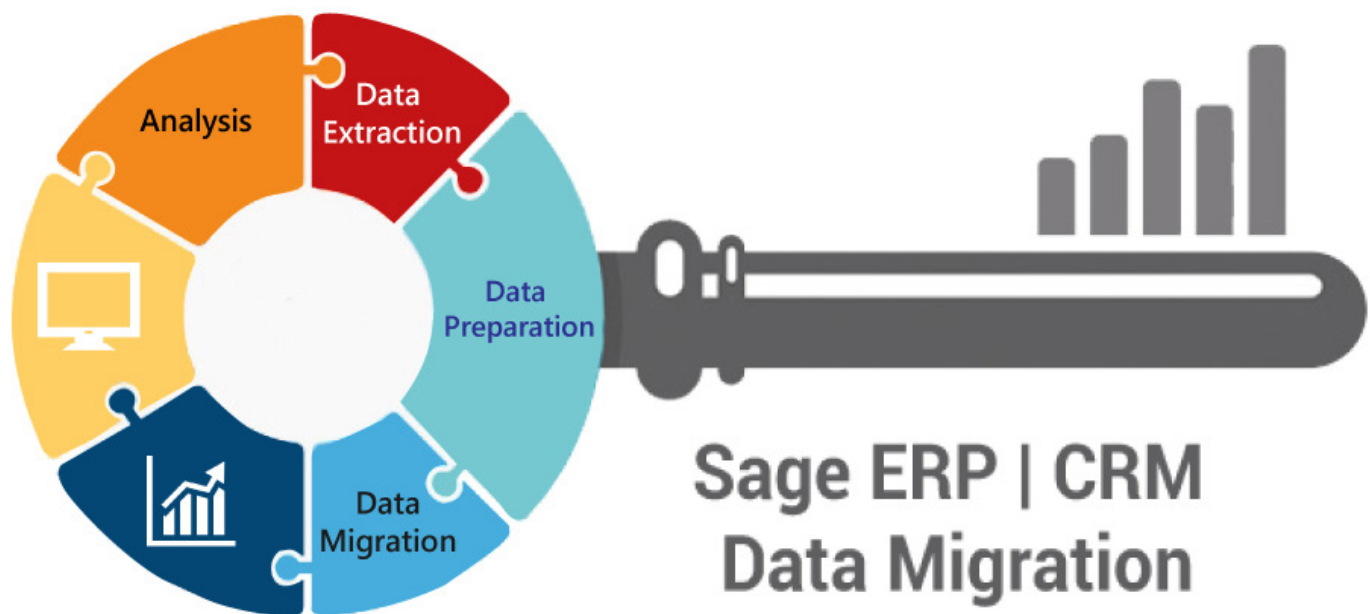 Analysis
Data
Extraction
Data
Preparation
Data
Migration
Sage ERP | CRM
Data Migration